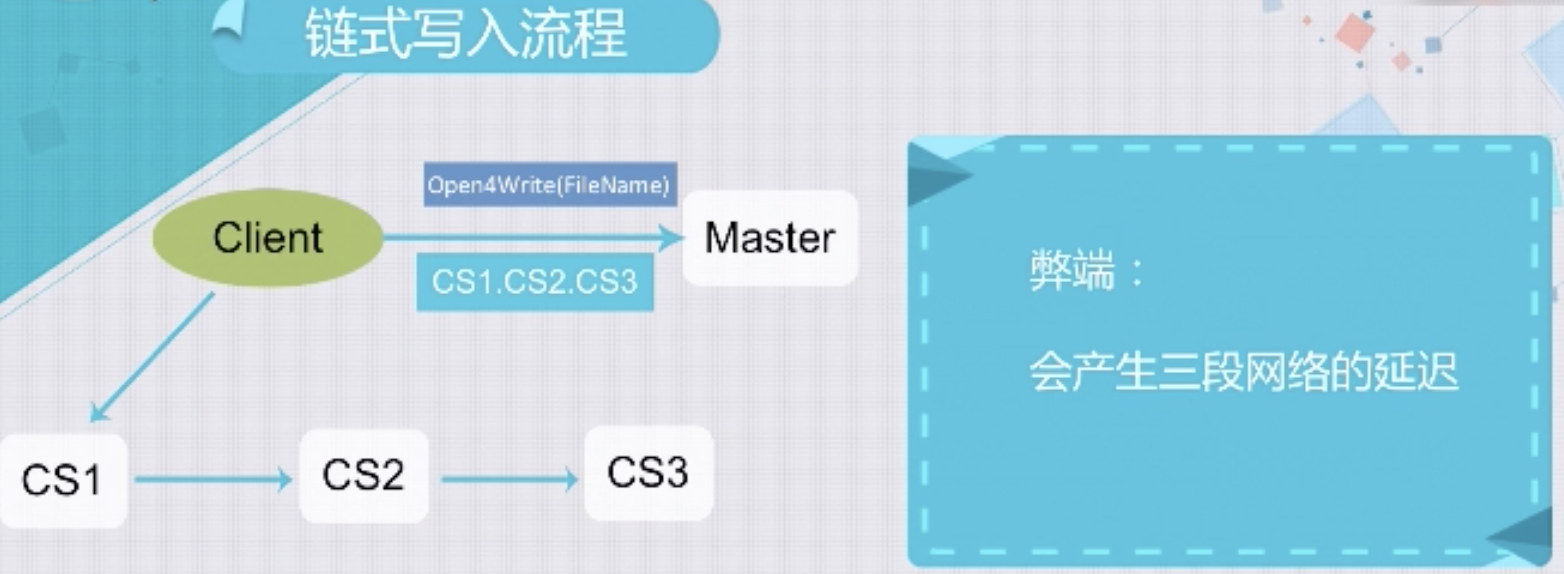 链式写入流程
Open4Write(FileName)
Client
Master
CS1.CS2.CS3
弊端：
会产生三段网络的延迟
CS1
CS2
CS3